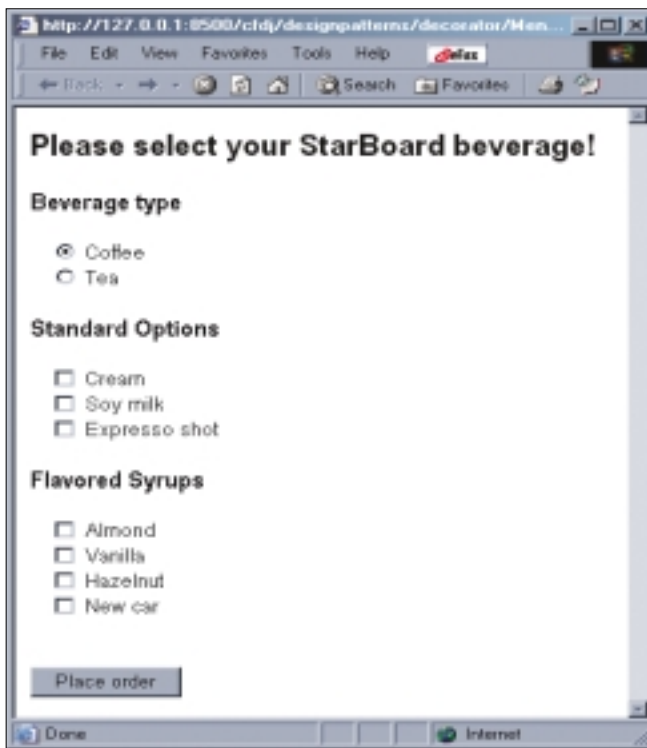 http://127.0.0.1:8500/cfdj/designpatterns/decorator/Men...
File Edit View Favorites Tools Help
Back Search Favorites
Please select your StarBoard beverage!
Beverage type
Coffee
Tea
Standard Options
Cream
Soy milk
Expresso shot
Flavored Syrups
Almond
Vanilla
Hazelnut
New car
Place order
Done Internet